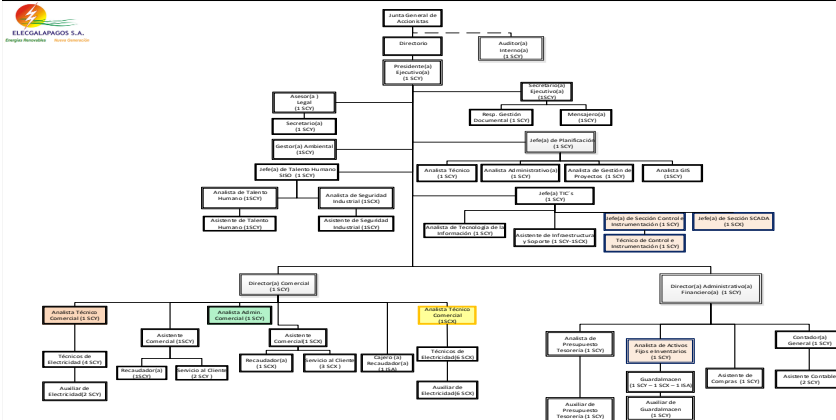 ELECGALAPAGOS S.A.
Energías Renovables Nueva Generación
Junta General de
Accionistas
Directorio
Auditor(a)
Interno(a)
(1 SCY)
Presidente(a)
Ejecutivo(a)
(1 SCY)
Asesor(a )
Legal
(1 SCY)
Secretario(a)
Ejecutivo(a)
(1SCY)
Secretario(a)
(1 SCY)
Resp. Gestión
Documental (1 SCY)
Mensajero(a)
(1SCY)
Gestor(a) Ambiental
(1SCY)
Jefe(a) de Planificación
(1 SCY)
Jefe(a) de Talento Humano
SISO (1 SCY)
Analista Técnico
(1 SCY)
Analista Administrativo(a)
(1 SCY)
Analista de Gestión de
Proyectos (1 SCY)
Analista GIS
(1SCY)
Analista de Talento
Humano (1SCY)
Analista de Seguridad
Industrial (1SCX)
Jefe(a) TIC´s
(1 SCY)
Asistente de Talento
Humano (1SCY)
Asistente de Seguridad
Industrial (1SCY)
Analista de Tecnología de la
Información (1 SCY)
Asistente de Infraestructura
y Soporte (1 SCY-1SCX)
Jefe(a) de Sección Control e
Instrumentación (1 SCY)
Jefe(a) de Sección SCADA
(1 SCX)
Técnico de Control e
Instrumentación (1 SCY)
Director(a) Comercial
(1 SCY)
Director(a) Administrativo(a)
Financiero(a) (1 SCY)
Analista Técnico
Comercial (1 SCY)
Analista Admin.
Comercial (1 SCY)
Analista Técnico
Comercial
(1SCX)
Asistente
Comercial (1SCY)
Asistente
Comercial(1 SCX)
Técnicos de
Electricidad (4 SCY)
Recaudador(a)
(1SCY)
Servicio al Cliente
(2 SCY )
Recaudador(a)
(1 SCX)
Servicio al Cliente
(3 SCX )
Cajero (a)
Recaudador(a)
(1 ISA)
Técnicos de
Electricidad(6 SCX)
Auxiliar de
Electricidad(2 SCY)
Auxiliar de
Electricidad(6 SCX)
Analista de
Presupuesto
Tesorería (1 SCY)
Analista de Activos
Fijos e Inventarios
(1 SCY)
Contador(a)
General (1 SCY)
Guardalmacen
(1 SCY – 1 SCX – 1 ISA)
Asistente de
Compras (1 SCY)
Asistente Contable
(2 SCY)
Auxiliar de
Presupuesto
Tesorería (1 SCY)
Auxiliar de
Guardalmacen
(1 SCY)